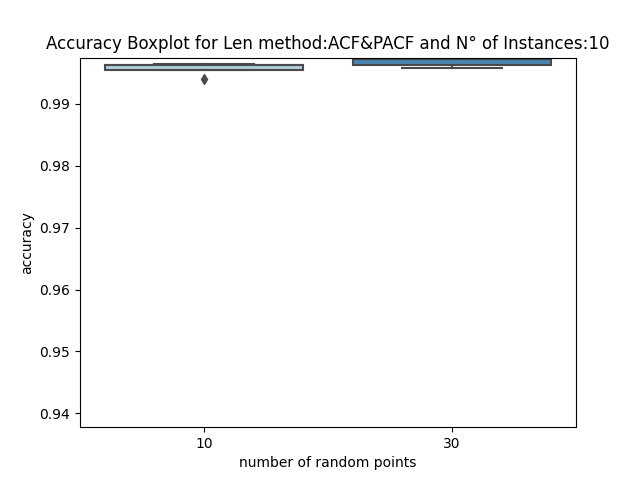 Accuracy Boxplot for Len method:ACF&PACF and N° of Instances:10
0.99
0.98
0.97
0.96
0.95
0.94
accuracy
10 30
number of random points